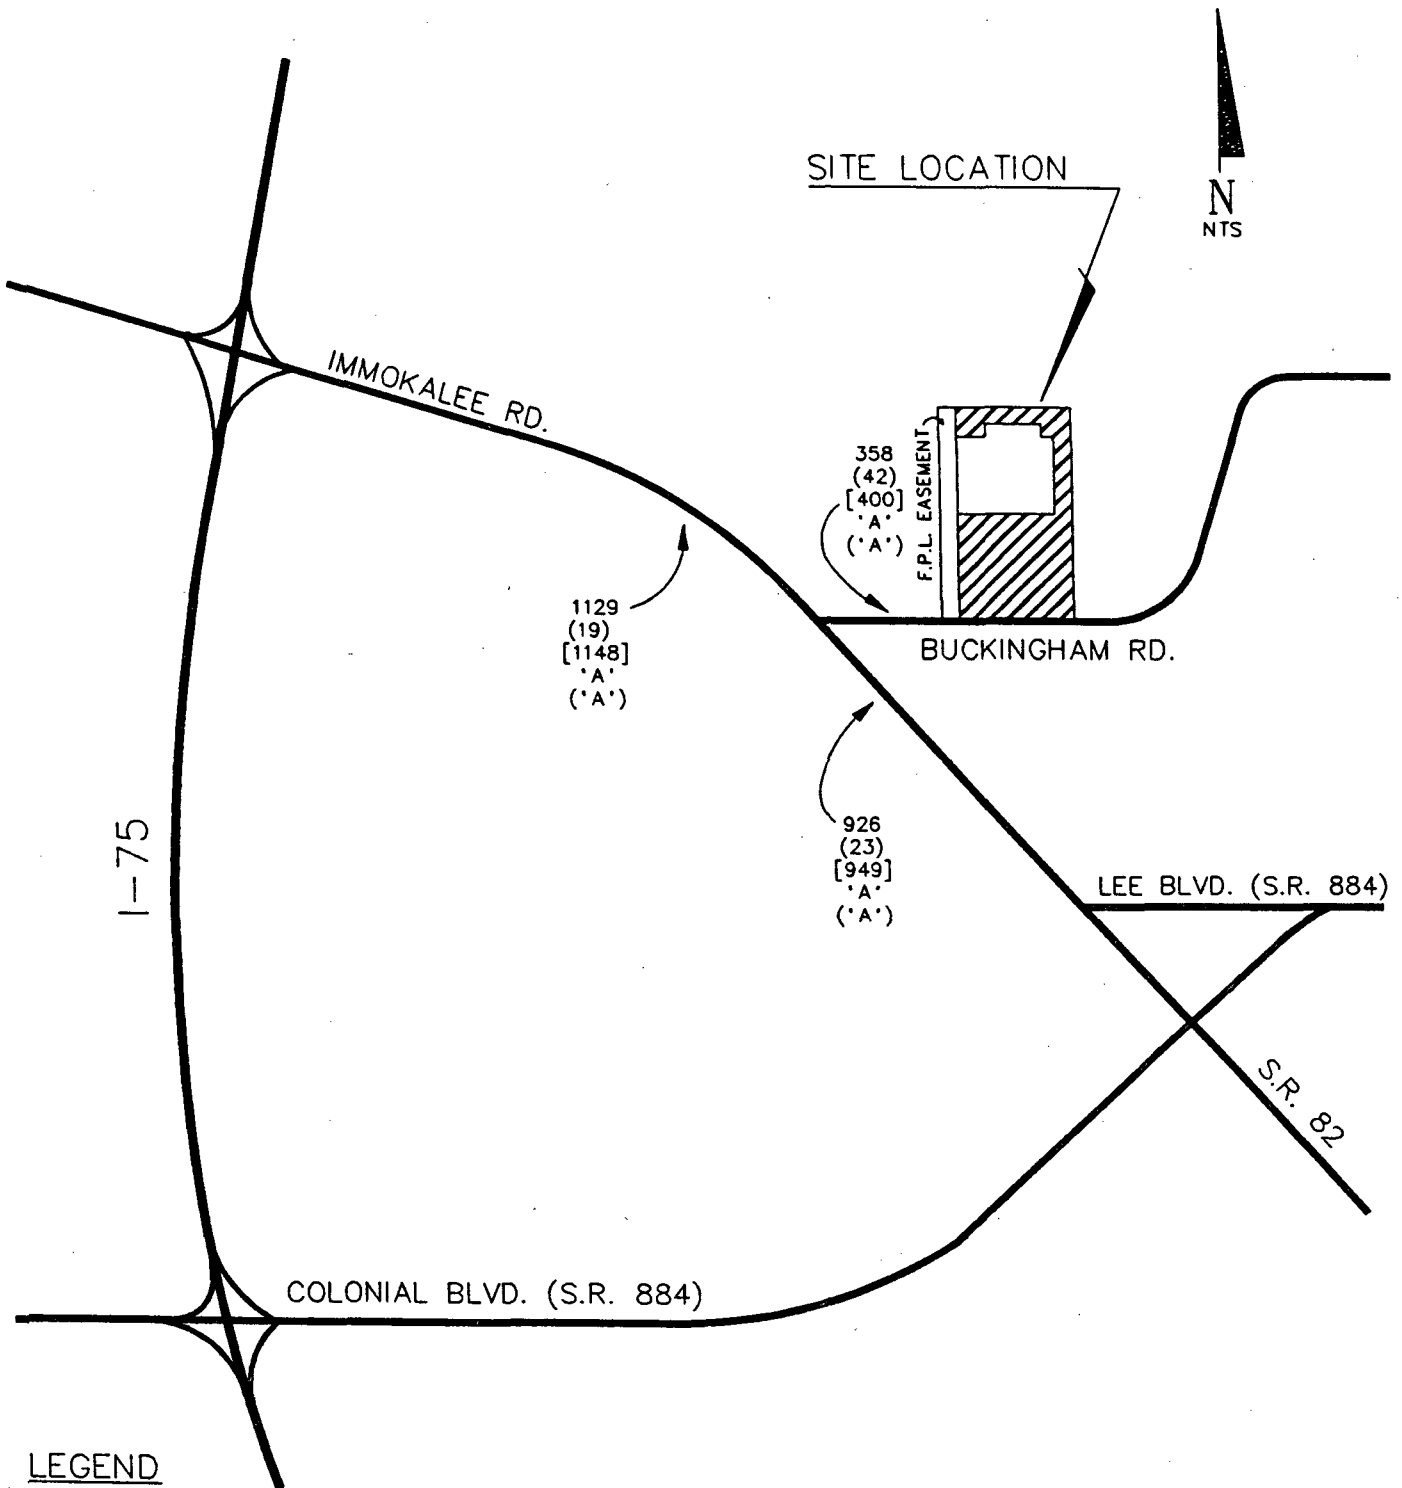 SITE LOCATION
N
NTS
IMMOKALEE RD.
358
(42)
[400]
'A'
('A')
F.P.L. EASEMENT
1129
(19)
[1148]
'A'
('A')
BUCKINGHAM RD.
926
(23)
[949]
'A'
('A')
I-75
LEE BLVD. (S.R. 884)
S.R. 82
COLONIAL BLVD. (S.R. 884)
LEGEND